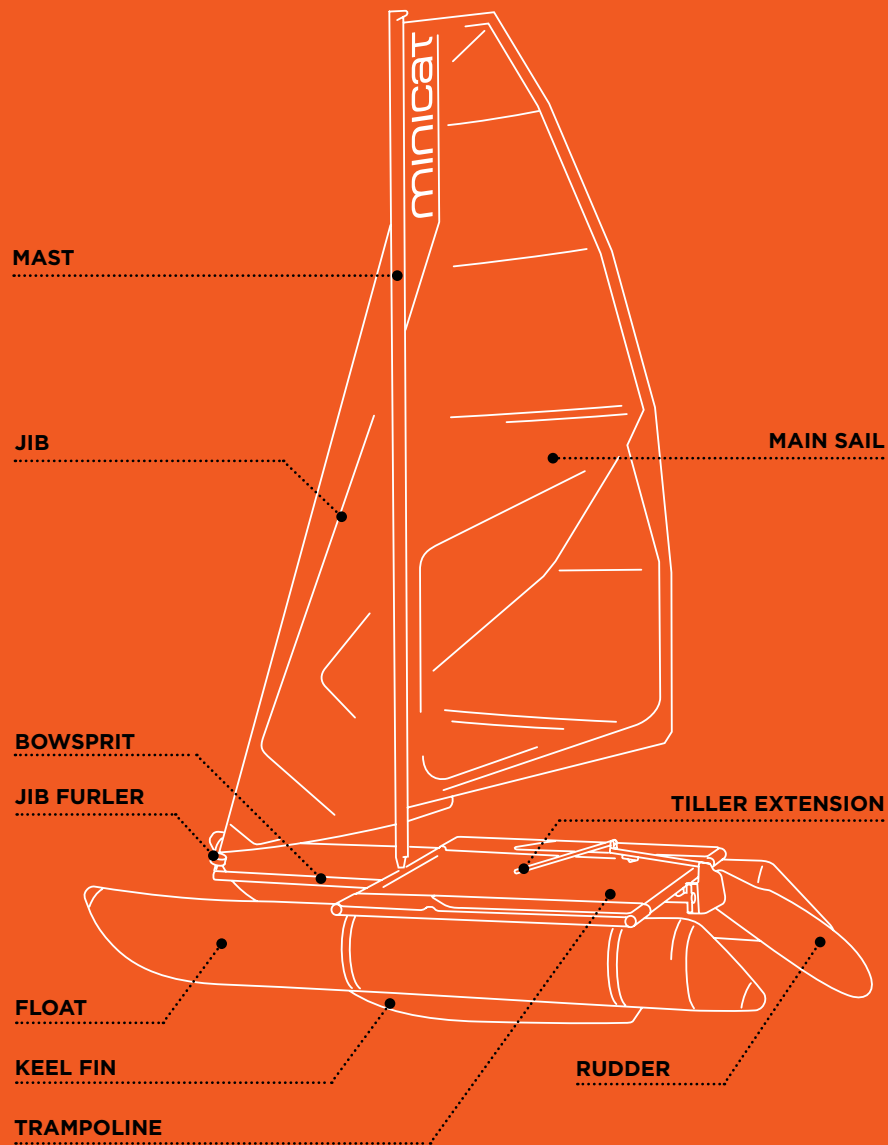 minicat
MAST
JIB
MAIN SAIL
BOWSPRIT
JIB FURLER
TILLER EXTENSION
FLOAT
KEEL FIN
RUDDER
TRAMPOLINE